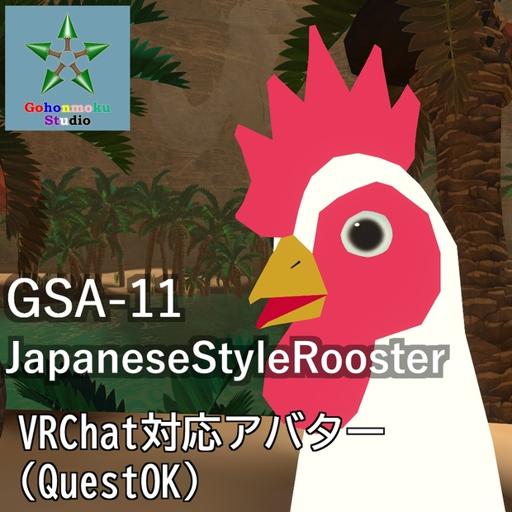 Gohonmoku
Studio
GSA-11
JapaneseStyleRooster
VRChat対応アバター
(QuestOK)